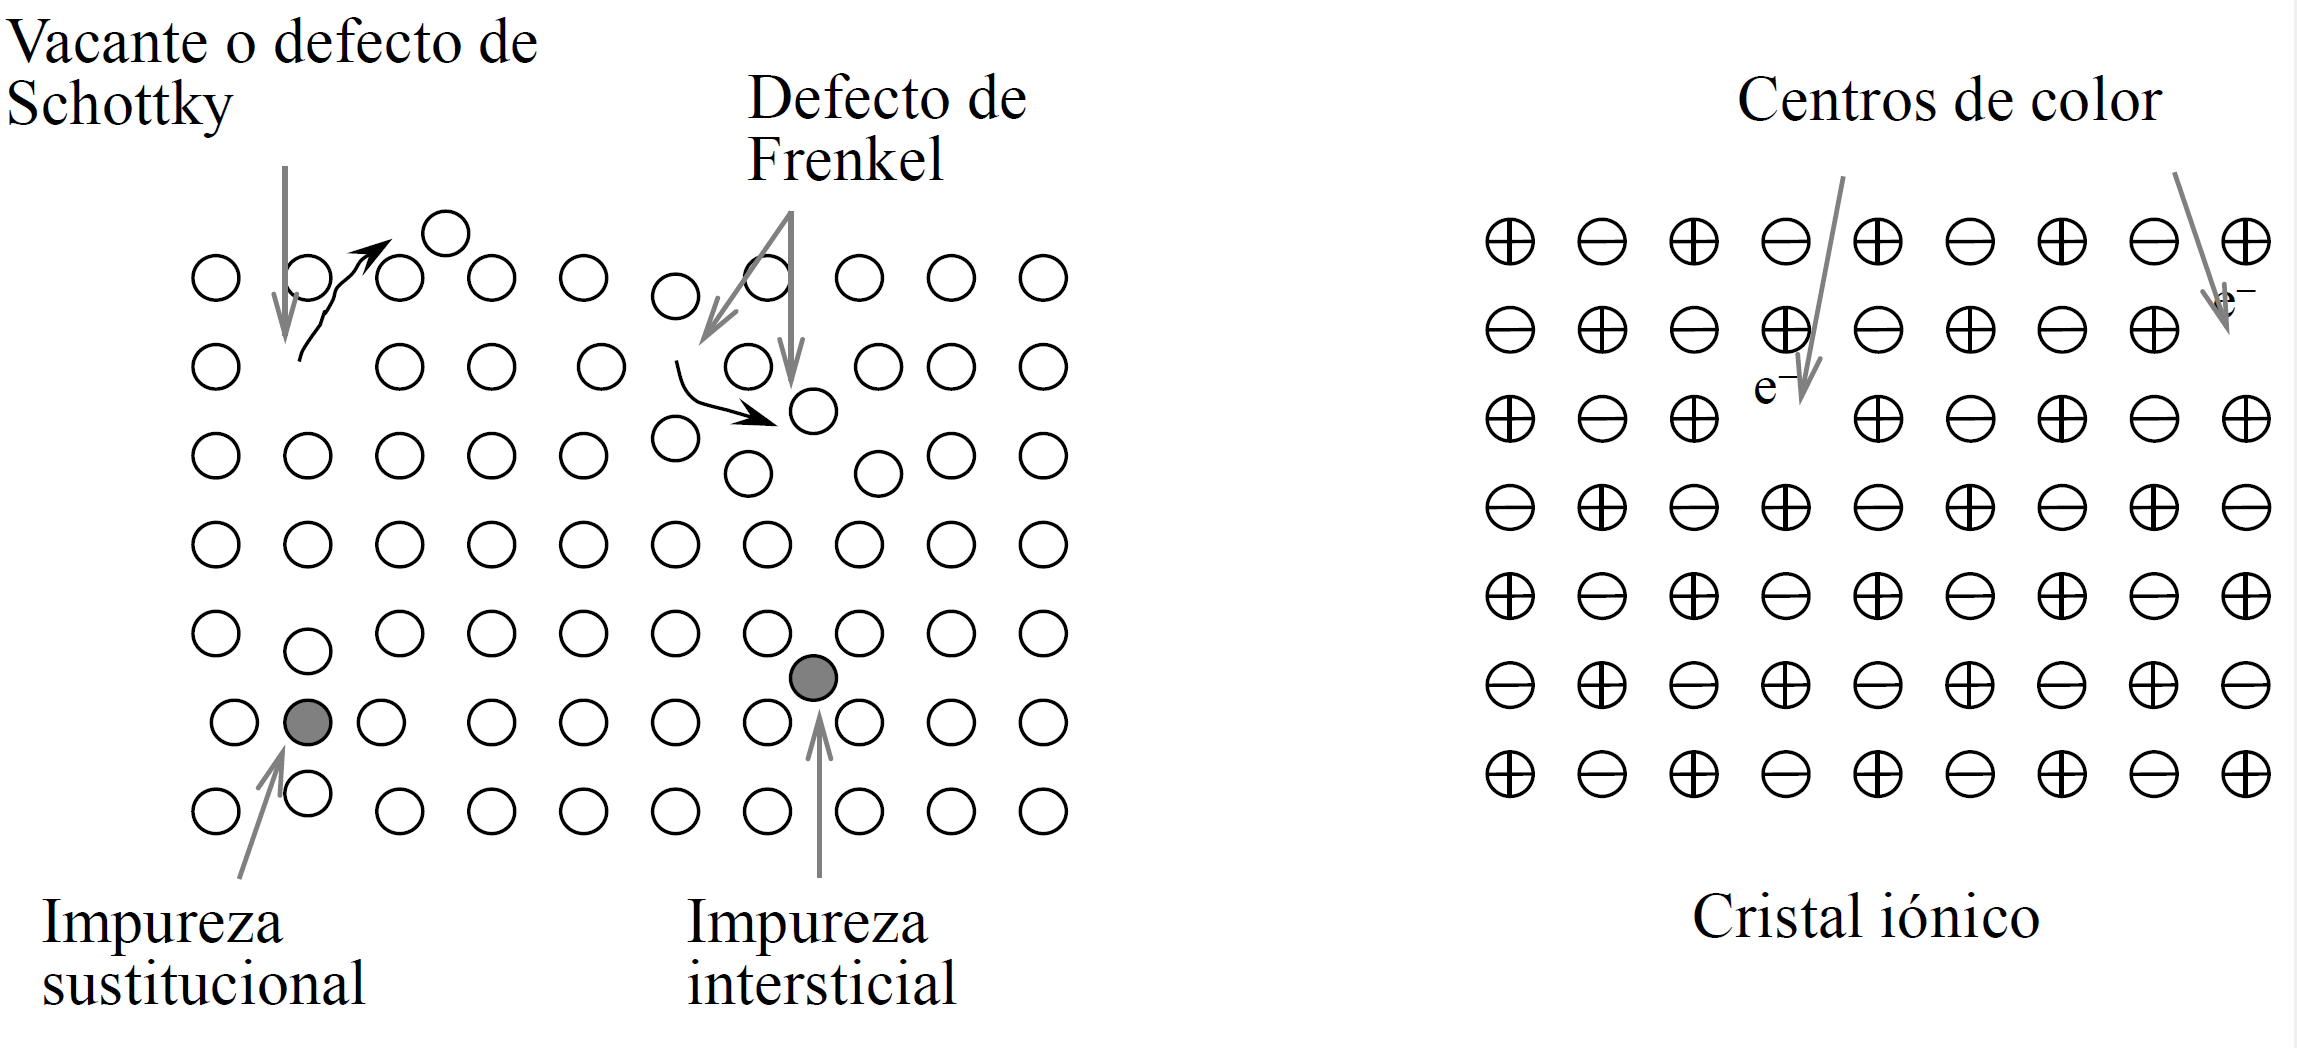 Vacante o defecto de
Schottky
Defecto de
Frenkel
Centros de color
e−
e−
Impureza
sustitucional
Impureza
intersticial
Cristal iónico